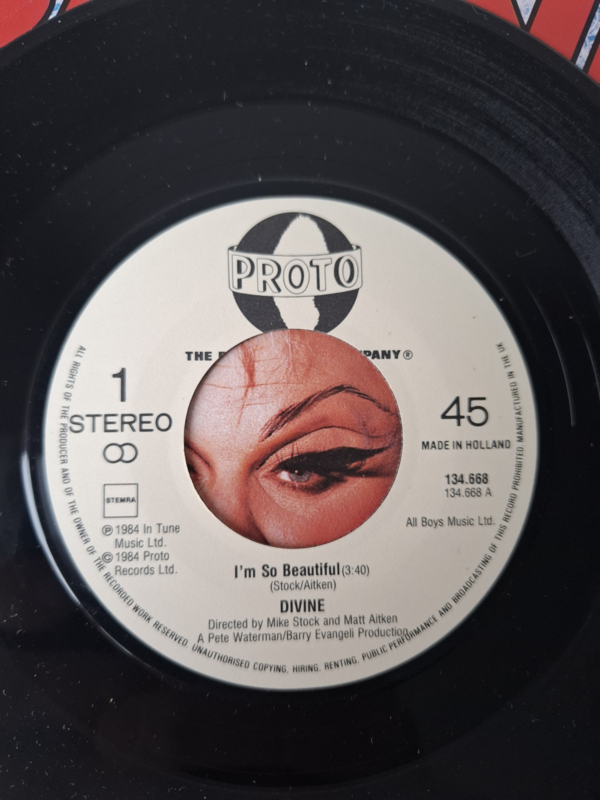 PROTO
THE PANY®
1
STEREO
45
MADE IN HOLLAND
134.668
134.668 A
STEMRA
All Boys Music Ltd.
℗ 1984 In Tune
Music Ltd.
© 1984 Proto
Records Ltd.
I'm So Beautiful (3:40)
(Stock/Aitken)
DIVINE
Directed by Mike Stock and Matt Aitken
A Pete Waterman/Barry Evangeli Production
ALL RIGHTS OF THE PRODUCER AND OF THE OWNER OF THE RECORDED WORK RESERVED. UNAUTHORISED COPYING, HIRING, RENTING, PUBLIC PERFORMANCE AND BROADCASTING OF THIS RECORD PROHIBITED. MANUFACTURED IN THE UK